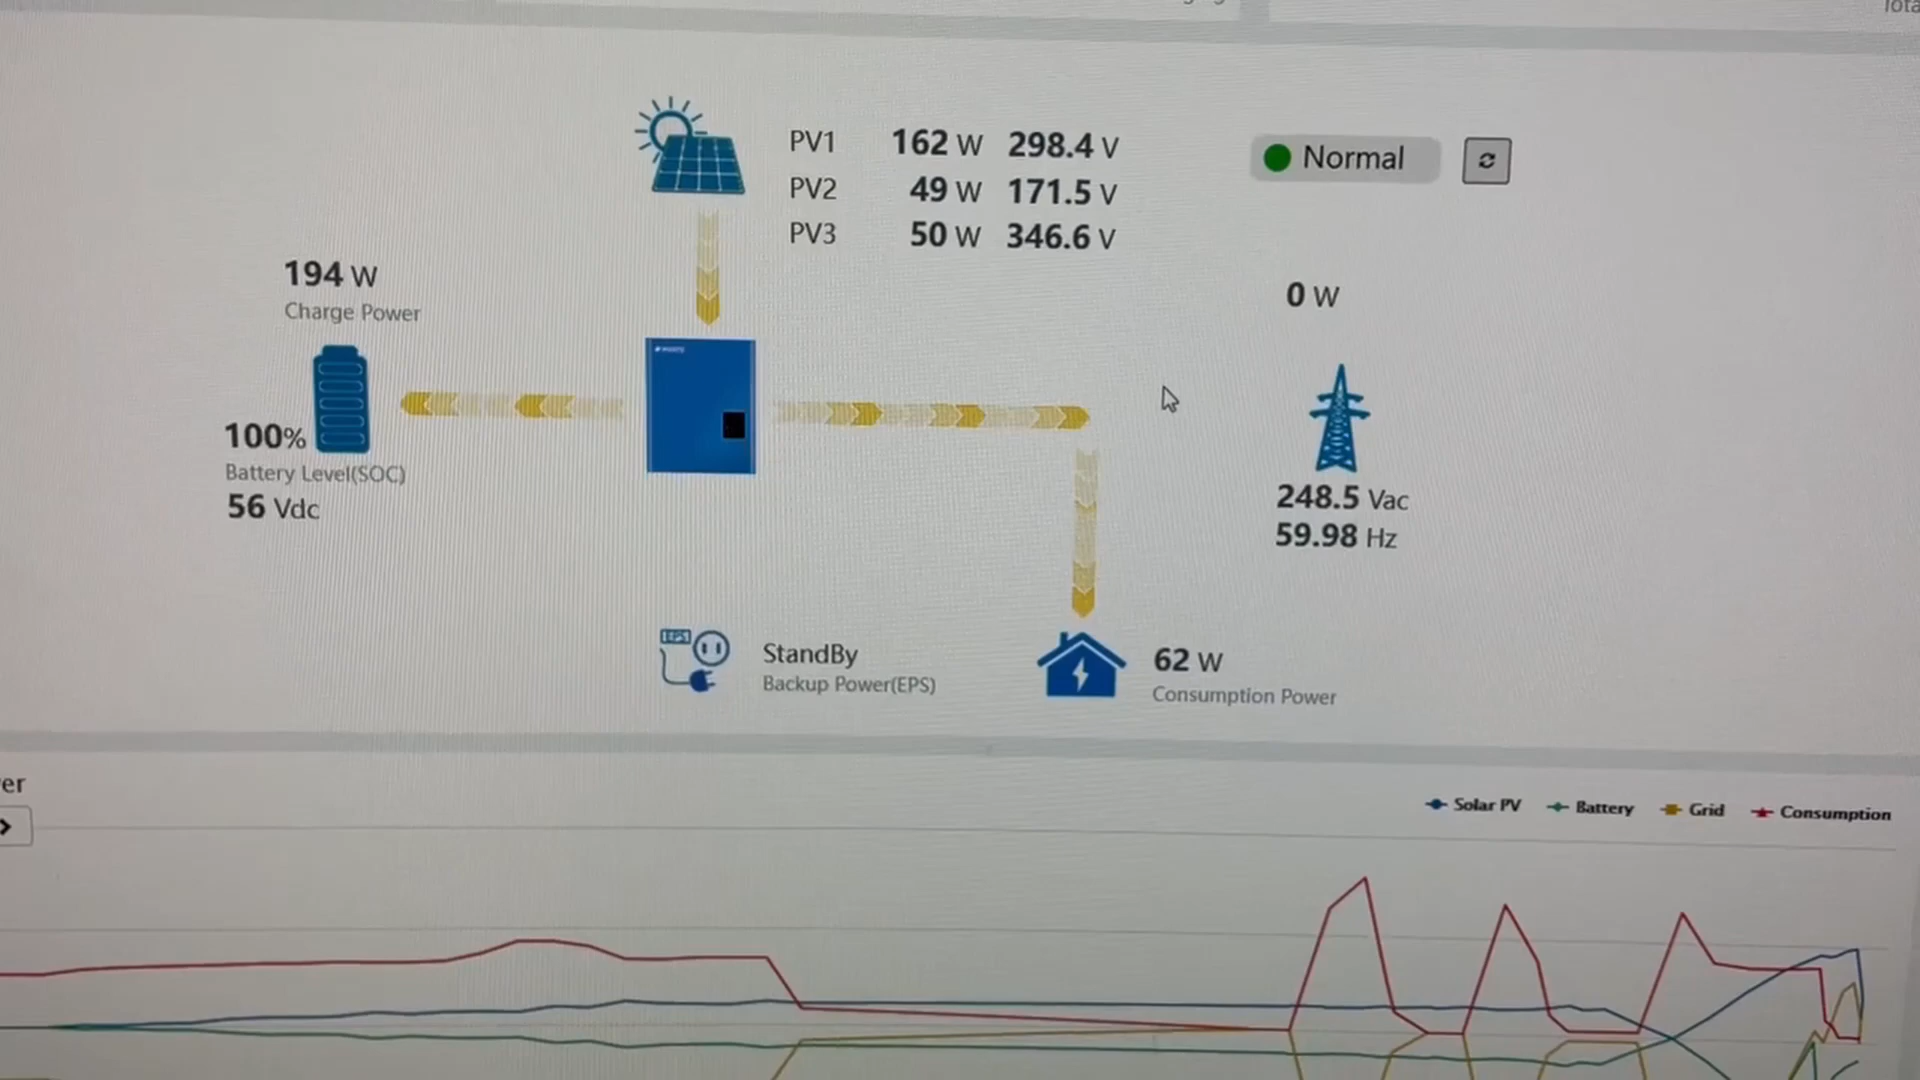 PV1 162 W 298.4 V
PV2 49 W 171.5 V
PV3 50 W 346.6 V
Normal
194 W
Charge Power
0 W
100%
Battery Level(SOC)
56 Vdc
248.5 Vac
59.98 Hz
EPS
StandBy
Backup Power(EPS)
62 W
Consumption Power
er
Solar PV Battery Grid Consumption